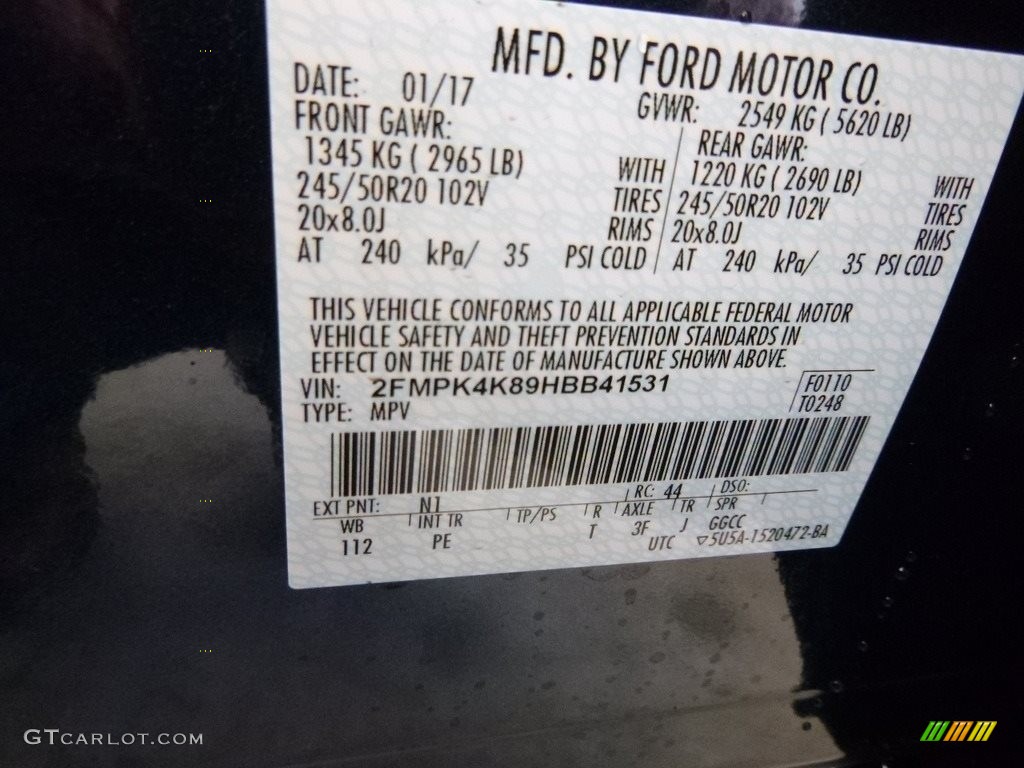 MFD. BY FORD MOTOR CO.
DATE: 01/17 GVWR: 2549 KG ( 5620 LB)
FRONT GAWR: REAR GAWR:
1345 KG ( 2965 LB) WITH 1220 KG ( 2690 LB) WITH
245/50R20 102V TIRES 245/50R20 102V TIRES
20x8.0J RIMS 20x8.0J RIMS
AT 240 kPa/ 35 PSI COLD AT 240 kPa/ 35 PSI COLD
THIS VEHICLE CONFORMS TO ALL APPLICABLE FEDERAL MOTOR
VEHICLE SAFETY AND THEFT PREVENTION STANDARDS IN
EFFECT ON THE DATE OF MANUFACTURE SHOWN ABOVE.
VIN: 2FMPK4K89HBB41531 F0110
TYPE: MPV T0248
EXT PNT: N1 RC: 44 DSO:
WB INT TR TP/PS R AXLE TR SPR
112 PE T 3F J GGCC
UTC ▽5U5A-1520472-BA
GTCARLOT.COM